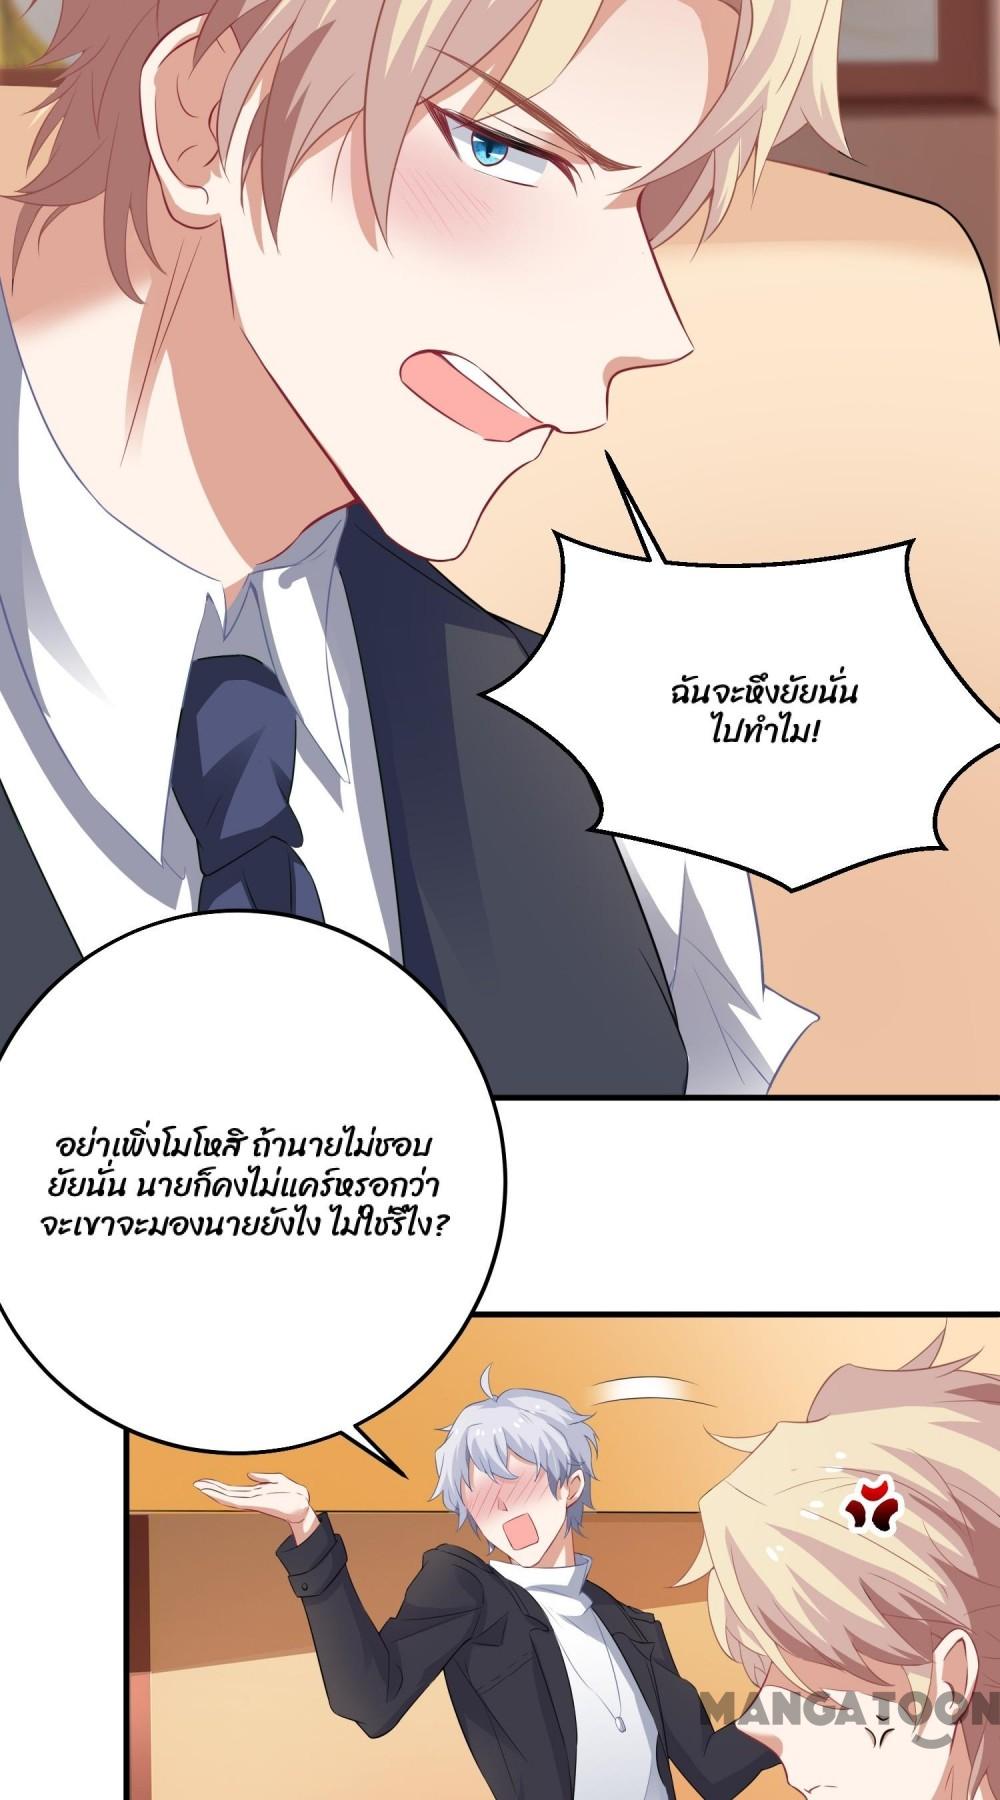 ฉันจะหึงยัยนั่น
ไปทำไม!
อย่าเพิ่งโมโหสิ ถ้านายไม่ชอบ
ยัยนั่น นายก็คงไม่แคร์หรอกว่า
จะเขาจะมองนายยังไง ไม่ใช่รึไง?
MANGATOON